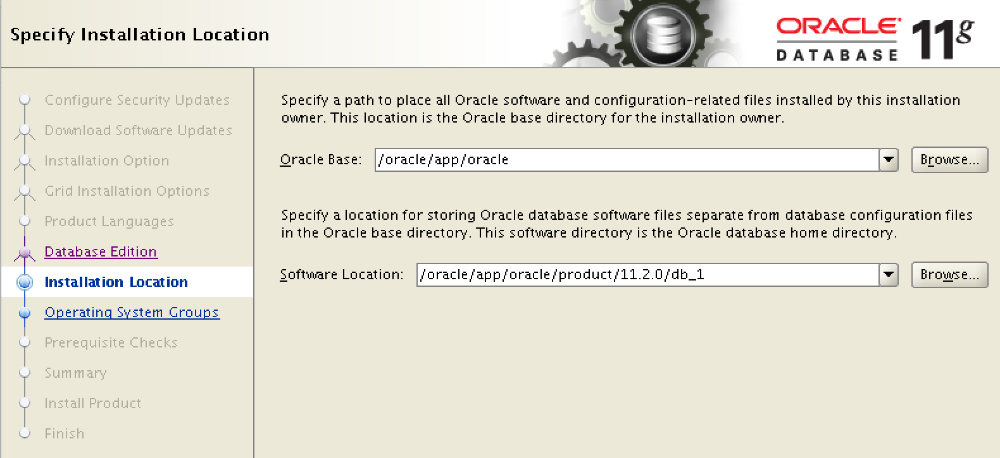 Specify Installation Location
ORACLE
DATABASE
11g
Configure Security Updates
Download Software Updates
Installation Option
Grid Installation Options
Product Languages
Database Edition
Installation Location
Operating System Groups
Prerequisite Checks
Summary
Install Product
Finish
Specify a path to place all Oracle software and configuration-related files installed by this installation
owner. This location is the Oracle base directory for the installation owner.
Oracle Base: /oracle/app/oracle Browse...
Specify a location for storing Oracle database software files separate from database configuration files
in the Oracle base directory. This software directory is the Oracle database home directory.
Software Location: /oracle/app/oracle/product/11.2.0/db_1 Browse...